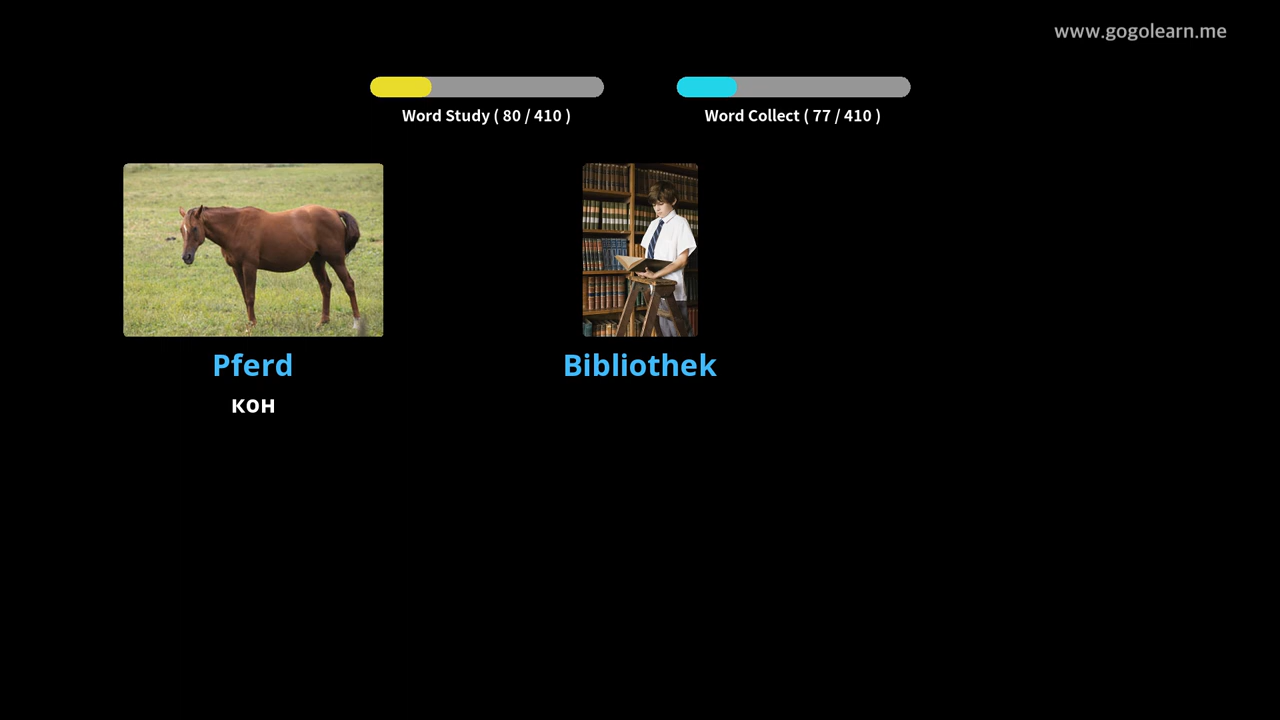 www.gogolearn.me
Word Study ( 80 / 410 )
Word Collect ( 77 / 410 )
Pferd
Bibliothek
кон